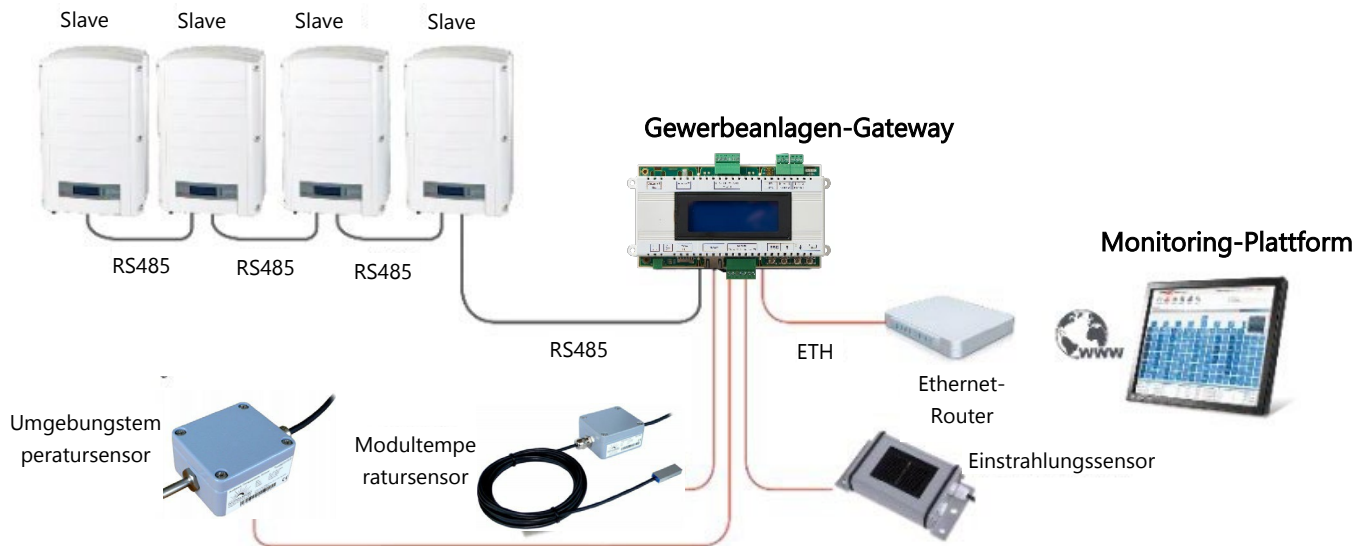 Slave
Slave
Slave
Slave
Gewerbeanlagen-Gateway
RS485
RS485
RS485
RS485
ETH
Monitoring-Plattform
WWW
Ethernet-
Router
Umgebungstem
peratursensor
Modultempe
ratursensor
Einstrahlungssensor